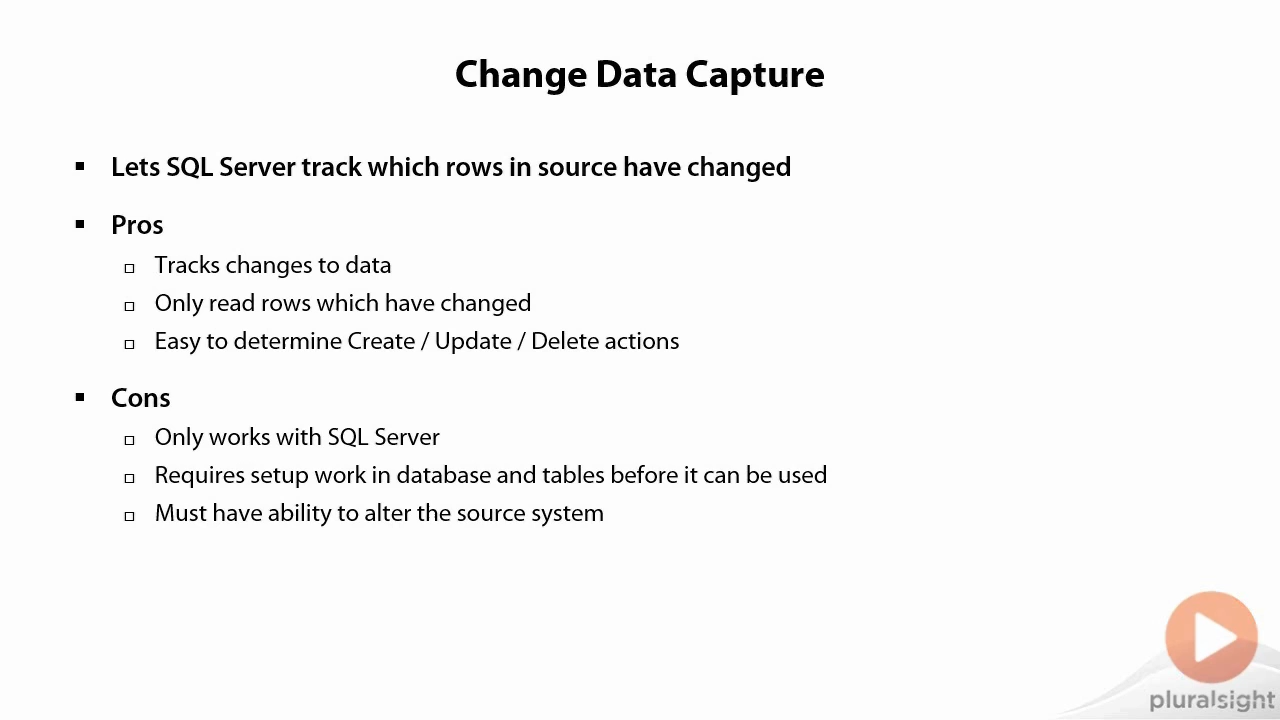 Change Data Capture
Lets SQL Server track which rows in source have changed
Pros
Tracks changes to data
Only read rows which have changed
Easy to determine Create / Update / Delete actions
Cons
Only works with SQL Server
Requires setup work in database and tables before it can be used
Must have ability to alter the source system
pluralsight